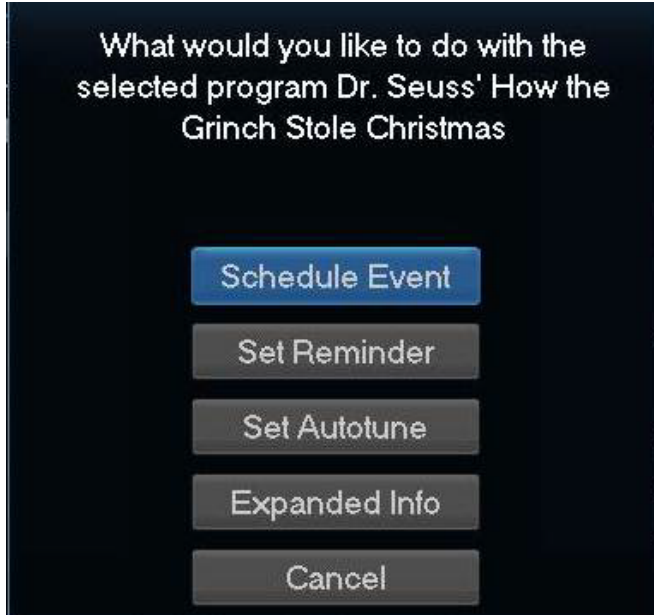 What would you like to do with the
selected program Dr. Seuss' How the
Grinch Stole Christmas
Schedule Event
Set Reminder
Set Autotune
Expanded Info
Cancel